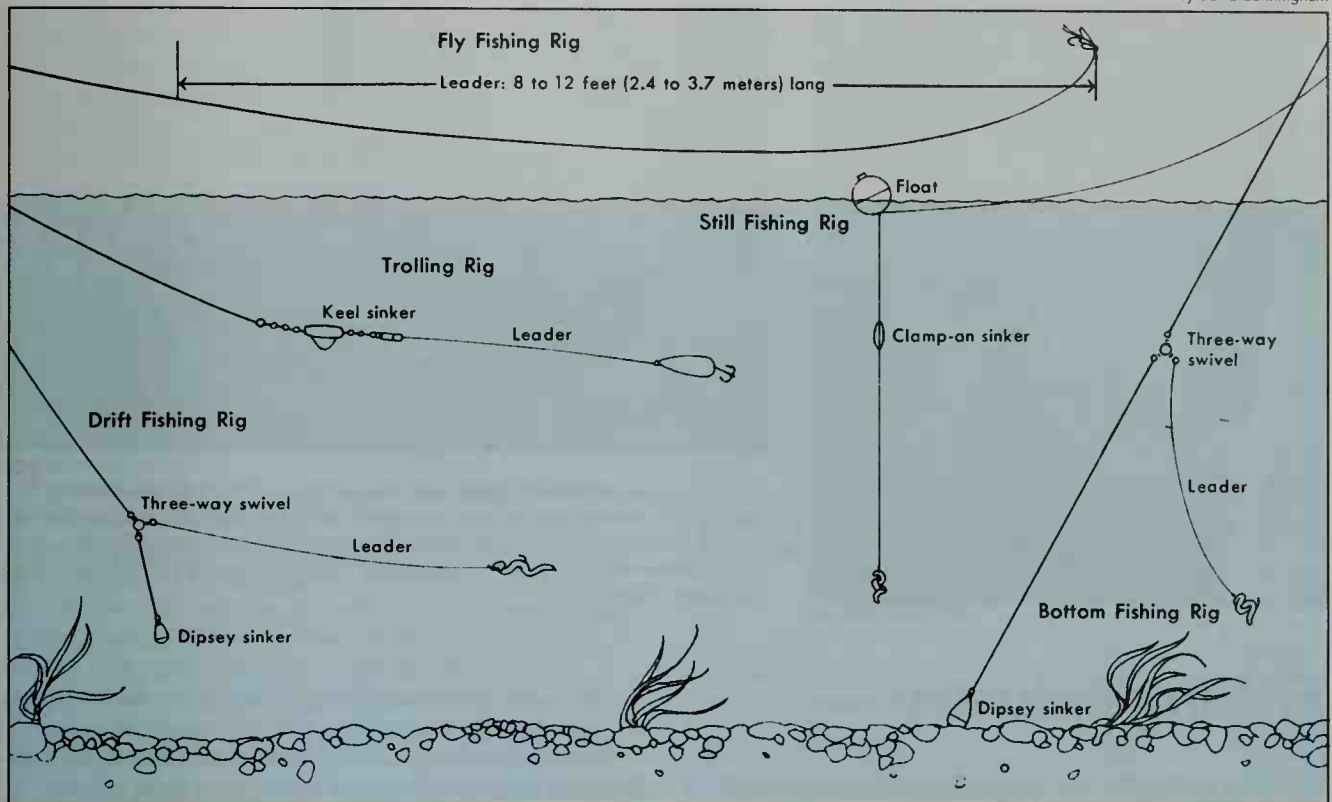 Fly Fishing Rig
Leader: 8 to 12 feet (2.4 to 3.7 meters) lang
Float
Still Fishing Rig
Trolling Rig
Keel sinker
Leader
Clamp-an sinker
Three-way
swivel
Drift Fishing Rig
Three-way swivel
Leader
Leader
Dipsey sinker
Bottom Fishing Rig
Dipsey sinker